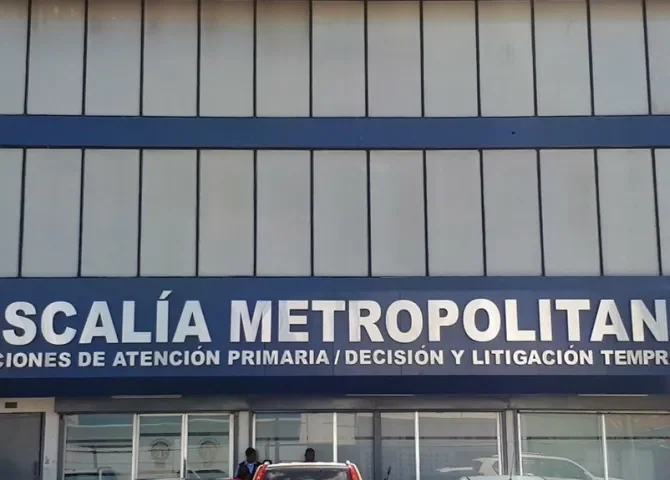 SCALÍA METROPOLITAN
CIONES DE ATENCIÓN PRIMARIA / DECISIÓN Y LITIGACIÓN TEMPR